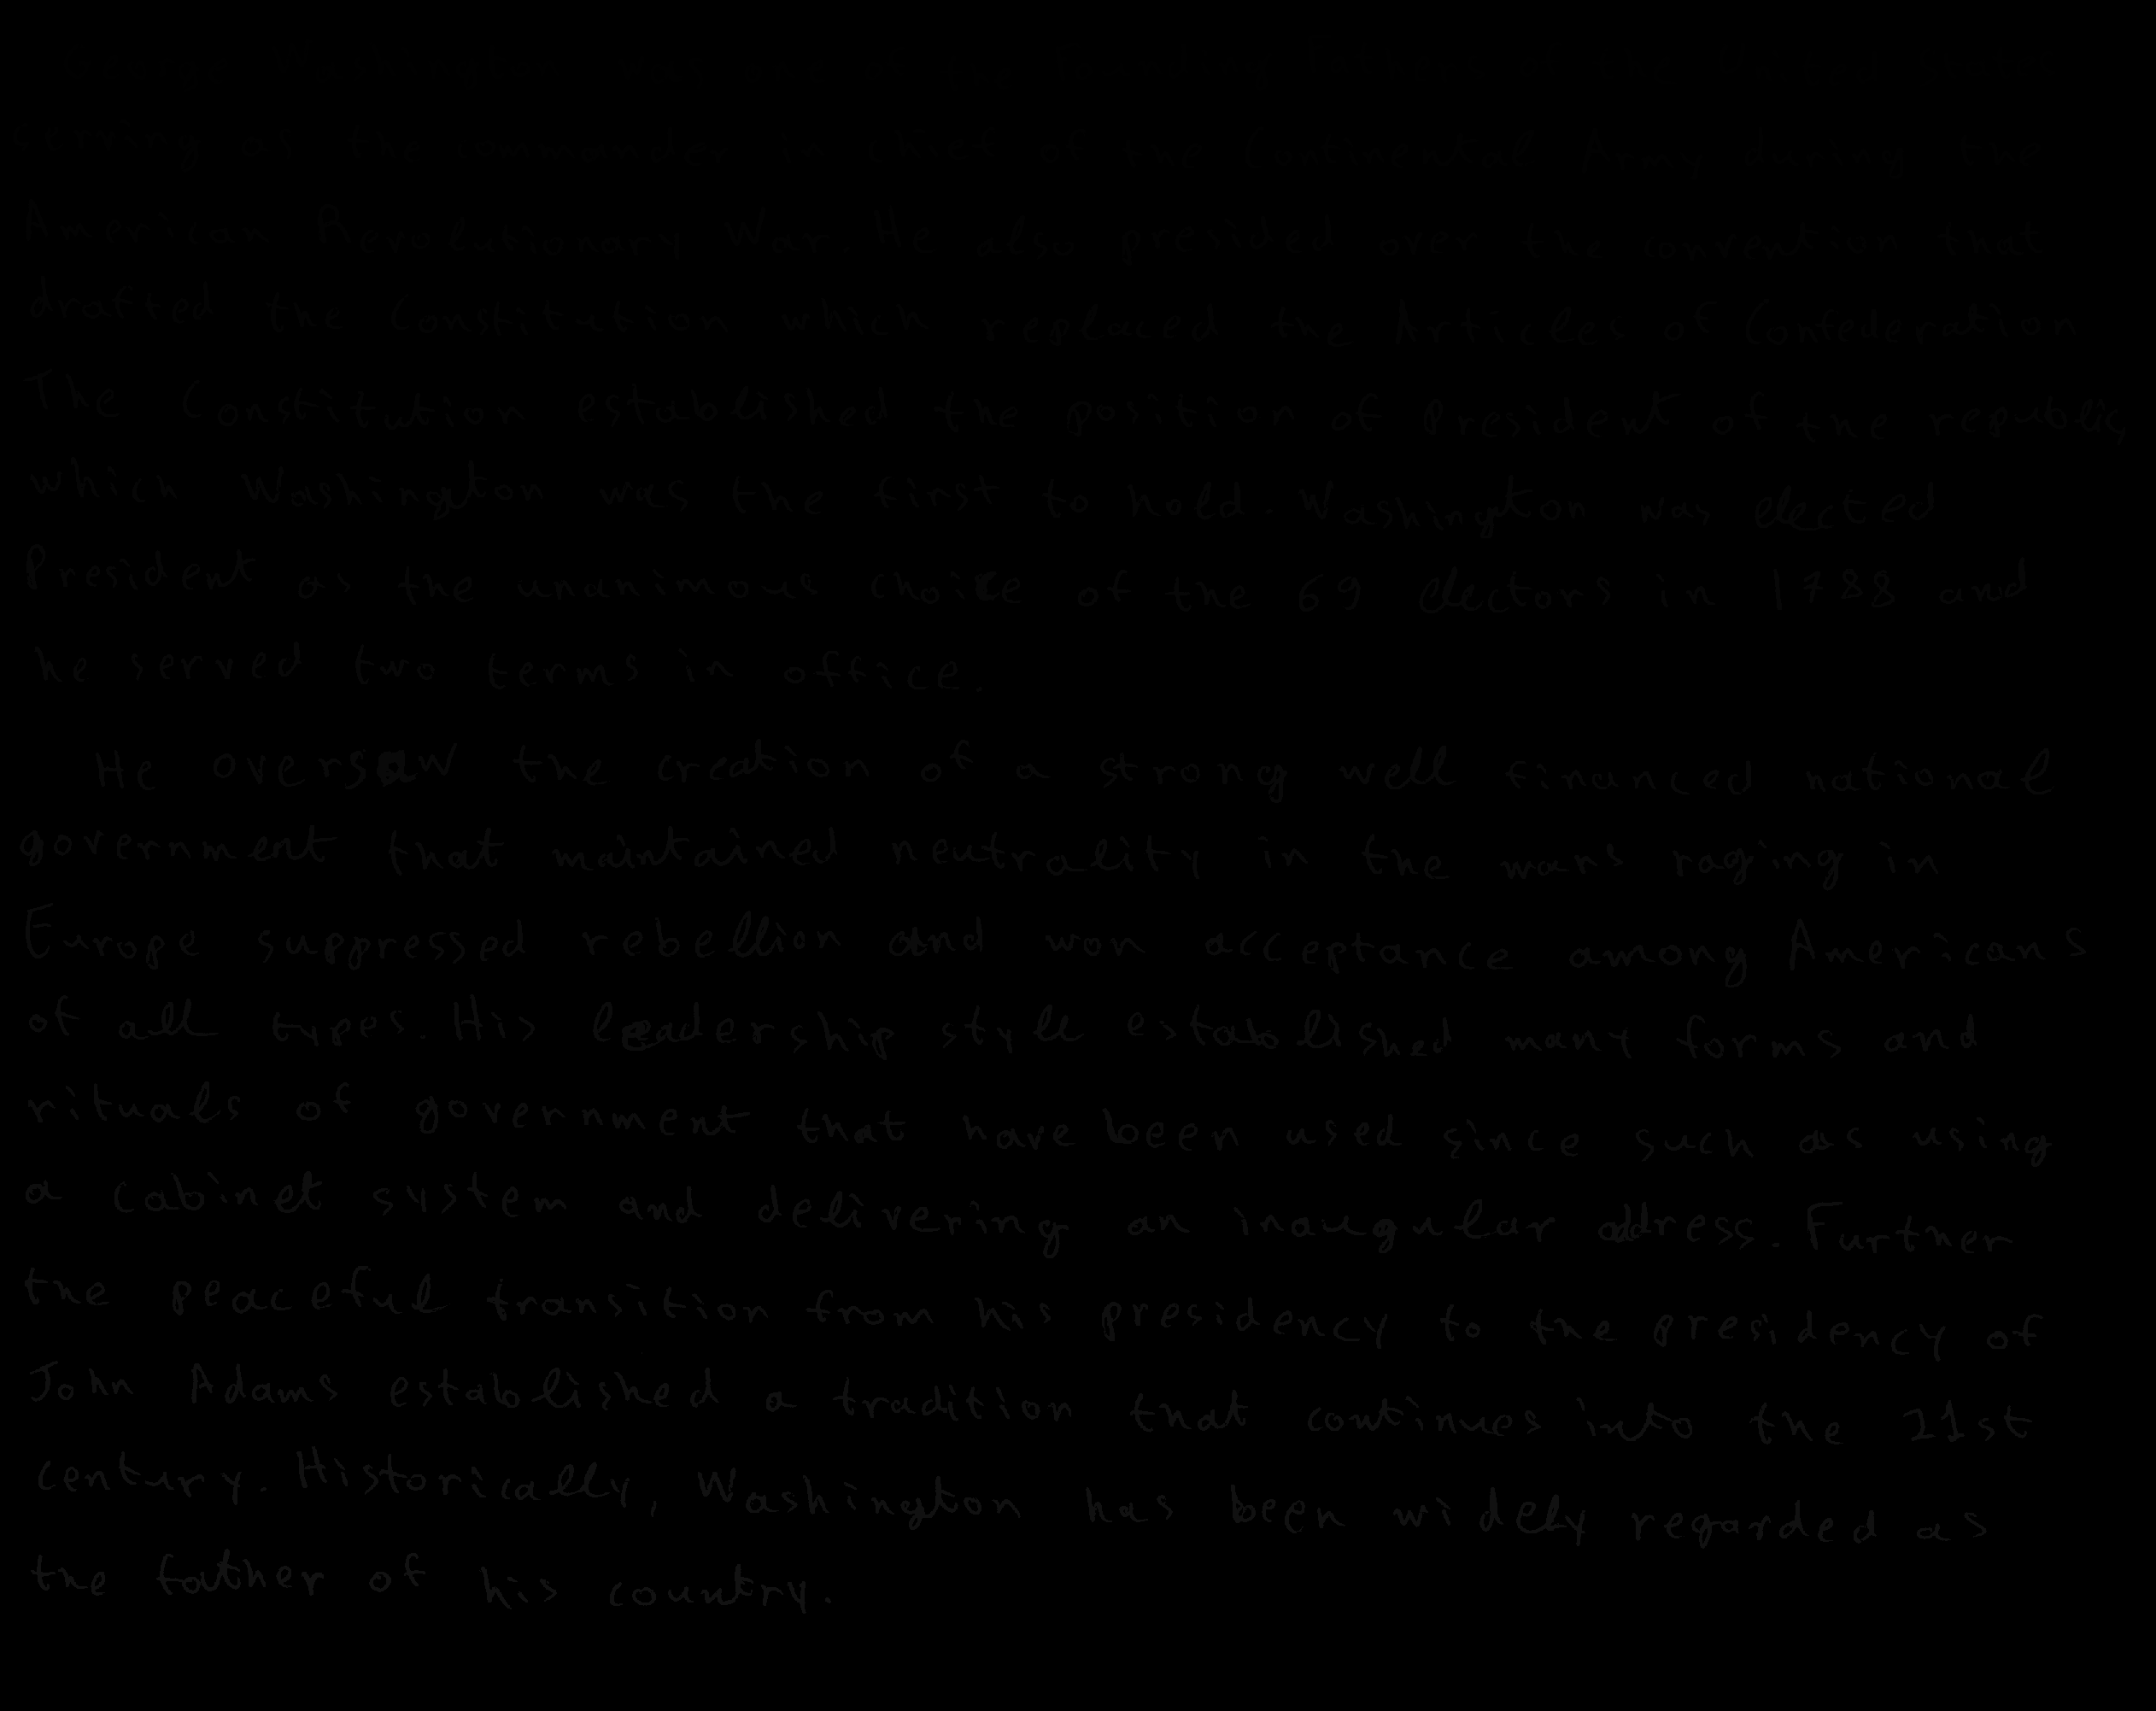 serving as the commander in chief of the Continental Army during the
American Revolutionary War. He also presided over the convention that
drafted the Constitution which replaced the Articles of Confederation
The Constitution established the position of President of the republic,
which Washington was the first to hold. Washington was elected
President as the unanimous choice of the 69 electors in 1788 and
he served two terms in office.
He oversaw the creation of a strong well financed national
government that maintained neutrality in the wars raging in
Europe suppressed rebellion and won acceptance among Americans
of all types. His leadership style established many forms and
rituals of government that have been used since such as using
a cabinet system and delivering an inaugular address. Further
the peaceful transition from his presidency to the presidency of
John Adams established a tradition that continues into the 21st
century. Historically, Washington has been widely regarded as
the father of his country.